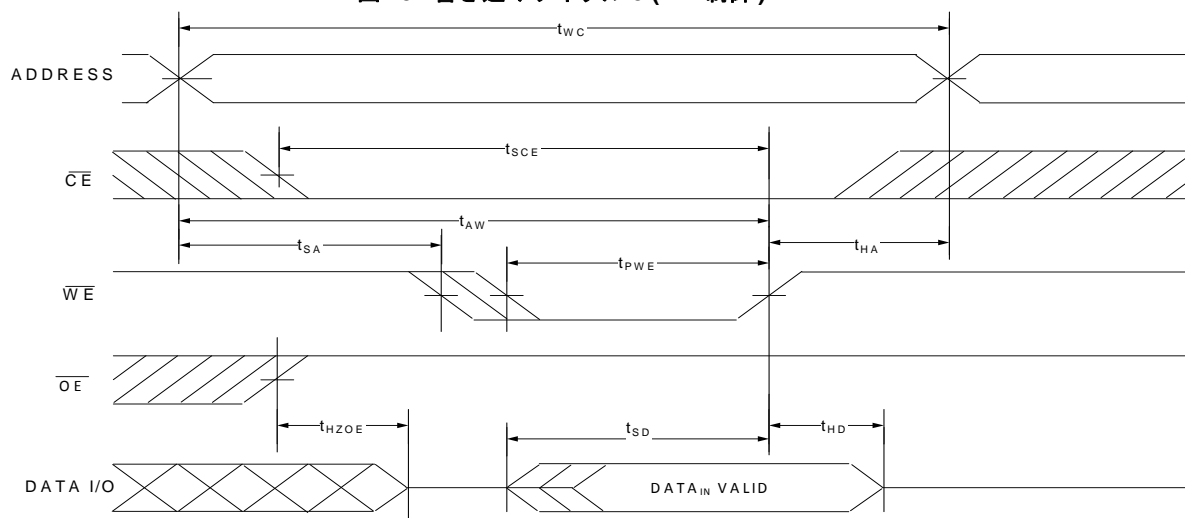 tWC
ADDRESS
tSCE
CE
tAW
tSA
tHA
tPWE
WE
OE
tHZOE
tSD
tHD
DATA I/O
DATAIN VALID